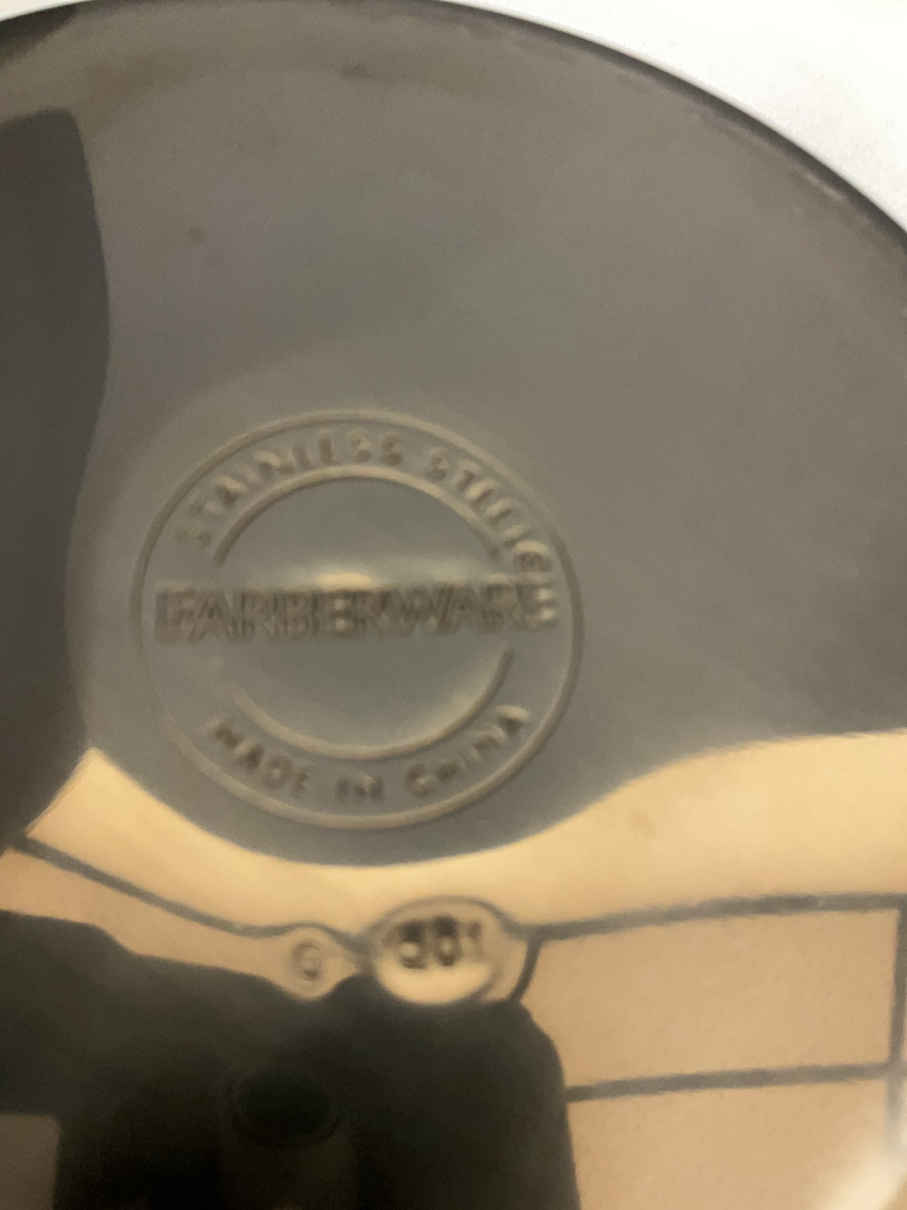 STAINLESS STEEL
FARBERWARE
MADE IN CHINA
G